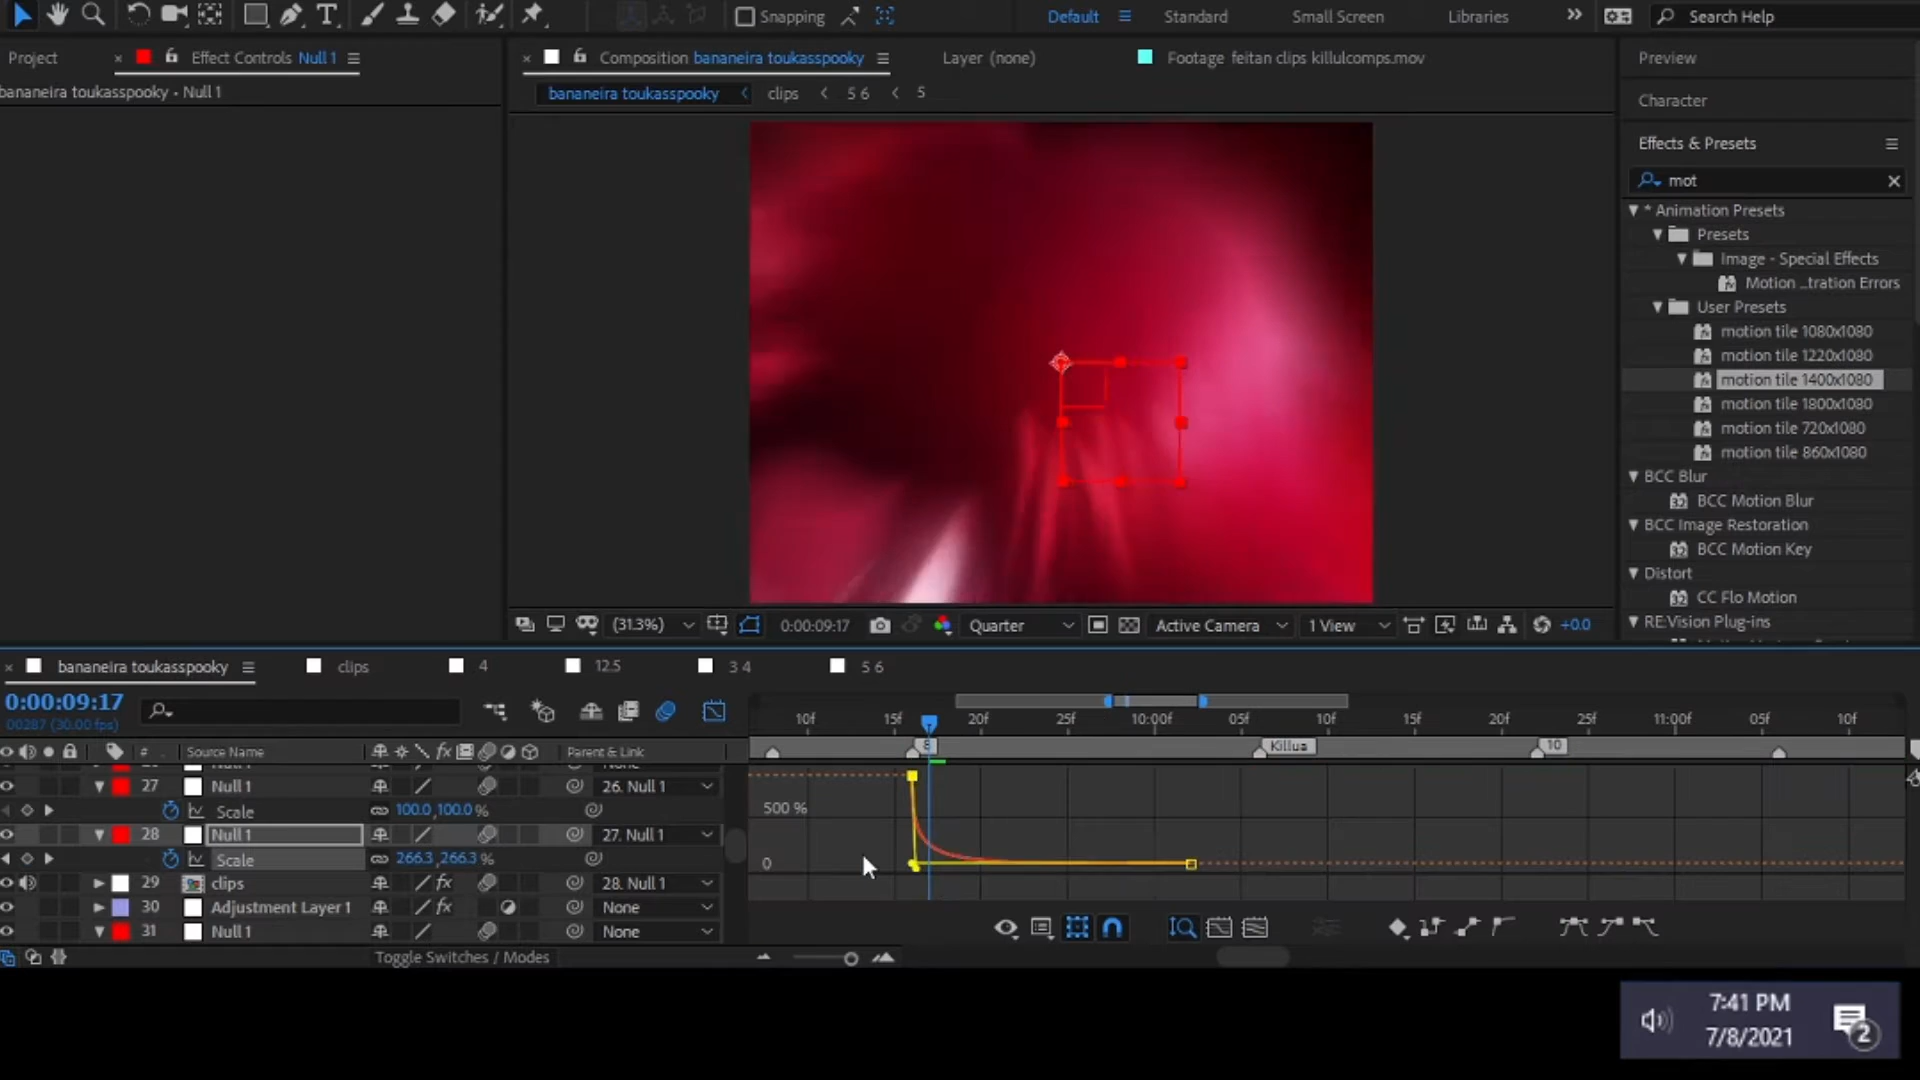 Snapping
Default
Standard
Small Screen
Libraries
Search Help
Project
Effect Controls Null 1
bananeira toukasspooky • Null 1
Composition bananeira toukasspooky
Layer (none)
Footage feitan clips killulcomps.mov
bananeira toukasspooky
clips
5 6
5
Preview
Character
Effects & Presets
mot
* Animation Presets
Presets
Image - Special Effects
Motion ...tration Errors
User Presets
motion tile 1080x1080
motion tile 1220x1080
motion tile 1400x1080
motion tile 1800x1080
motion tile 720x1080
motion tile 860x1080
BCC Blur
BCC Motion Blur
BCC Image Restoration
BCC Motion Key
Distort
CC Flo Motion
RE:Vision Plug-ins
(31.3%)
0:00:09:17
Quarter
Active Camera
1 View
+0.0
bananeira toukasspooky
clips
4
12.5
3 4
5 6
0:00:09:17
00287 (30.00 fps)
10f 15f 20f 25f 10:00f 05f 10f 15f 20f 25f 11:00f 05f 10f
# Source Name
fx
Parent & Link
8
Killua
10
27 Null 1
26. Null 1
Scale
100.0,100.0 %
500 %
28 Null 1
27. Null 1
Scale
266.3,266.3 %
0
29 clips
fx
28. Null 1
30 Adjustment Layer 1
fx
None
31 Null 1
None
Toggle Switches / Modes
7:41 PM
7/8/2021
2